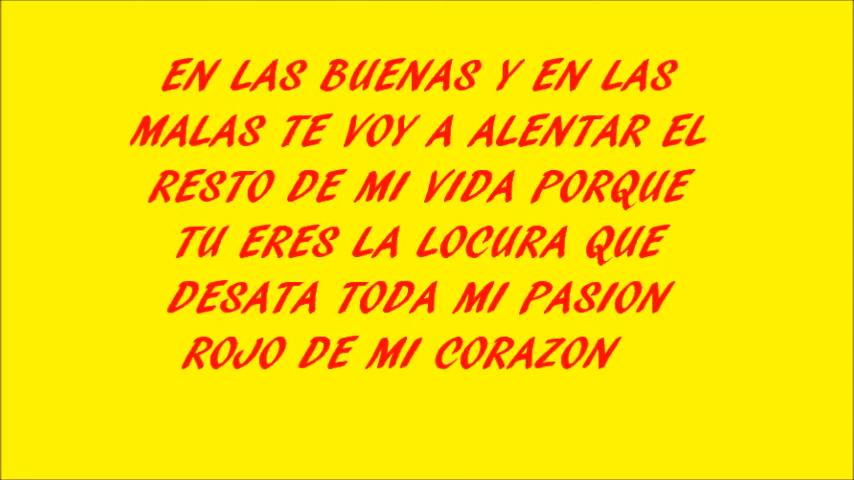 EN LAS BUENAS Y EN LAS
MALAS TE VOY A ALENTAR EL
RESTO DE MI VIDA PORQUE
TU ERES LA LOCURA QUE
DESATA TODA MI PASION
ROJO DE MI CORAZON